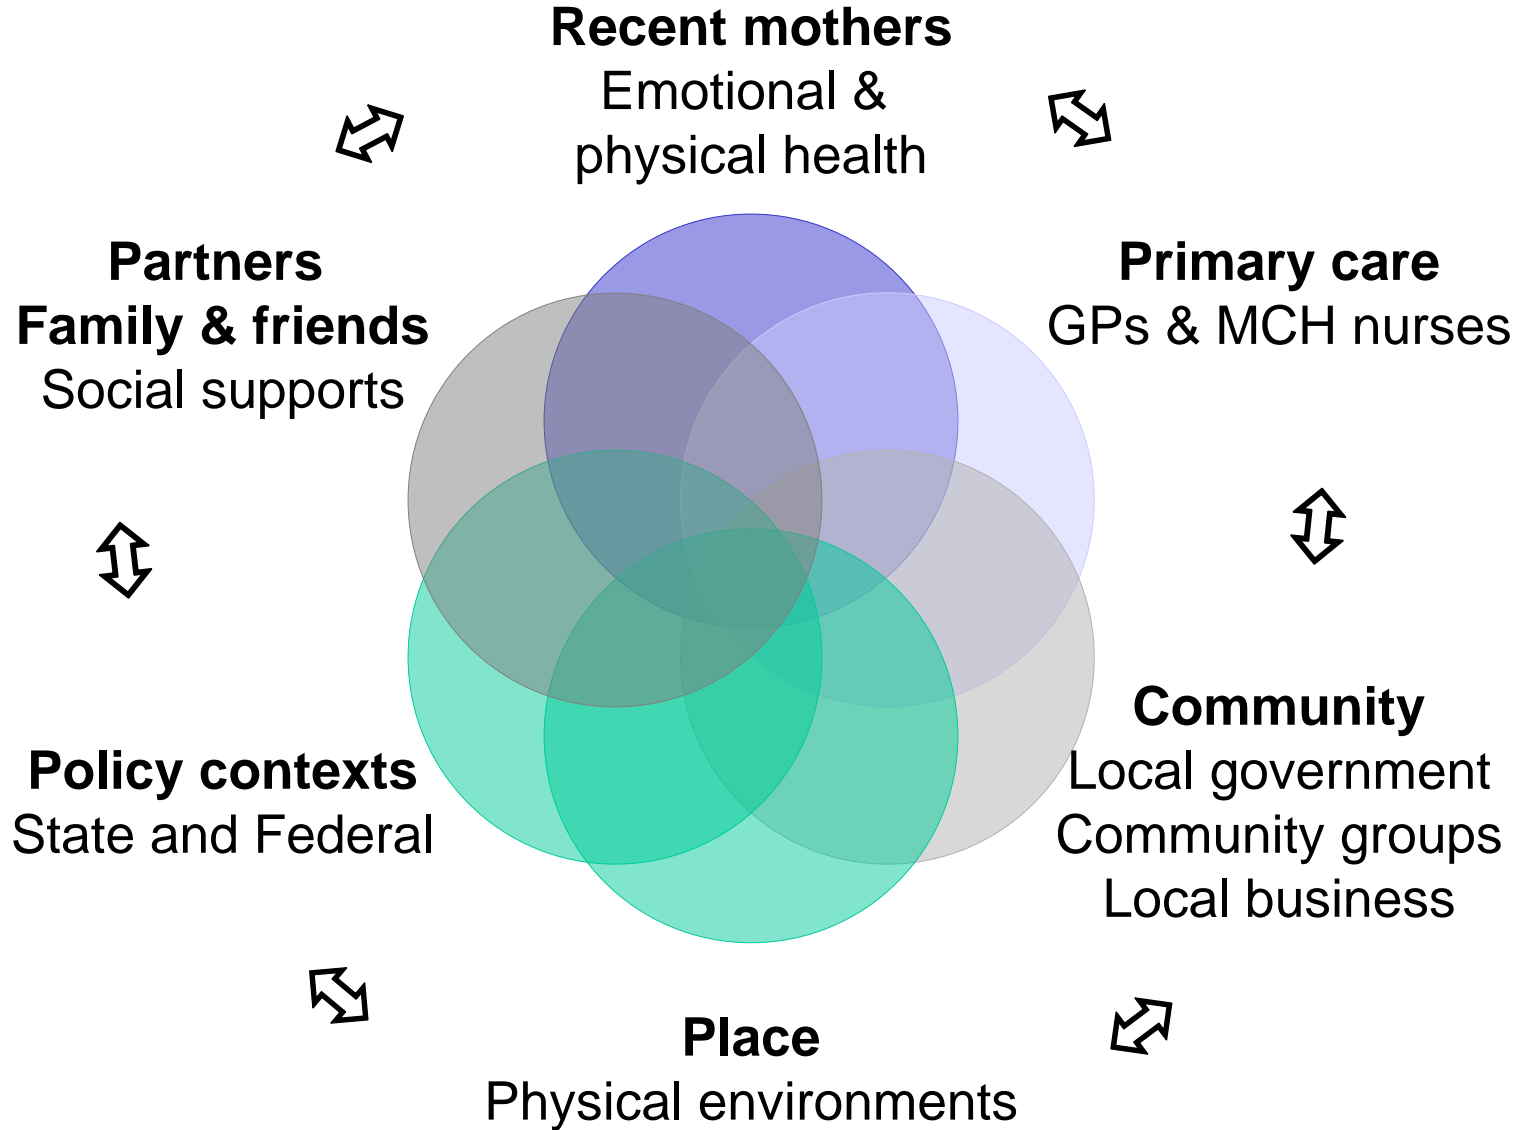 Recent mothers
Emotional &
physical health
Partners
Family & friends
Social supports
Primary care
GPs & MCH nurses
Policy contexts
State and Federal
Community
Local government
Community groups
Local business
Place
Physical environments